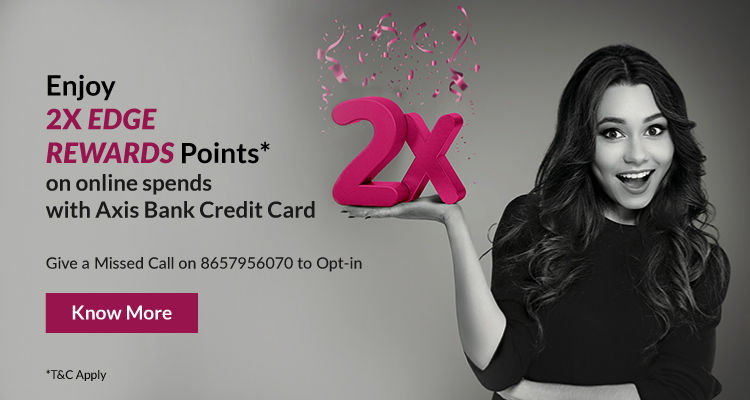 Enjoy
2X EDGE
REWARDS Points*
on online spends
with Axis Bank Credit Card
Give a Missed Call on 8657956070 to Opt-in
Know More
*T&C Apply
2x